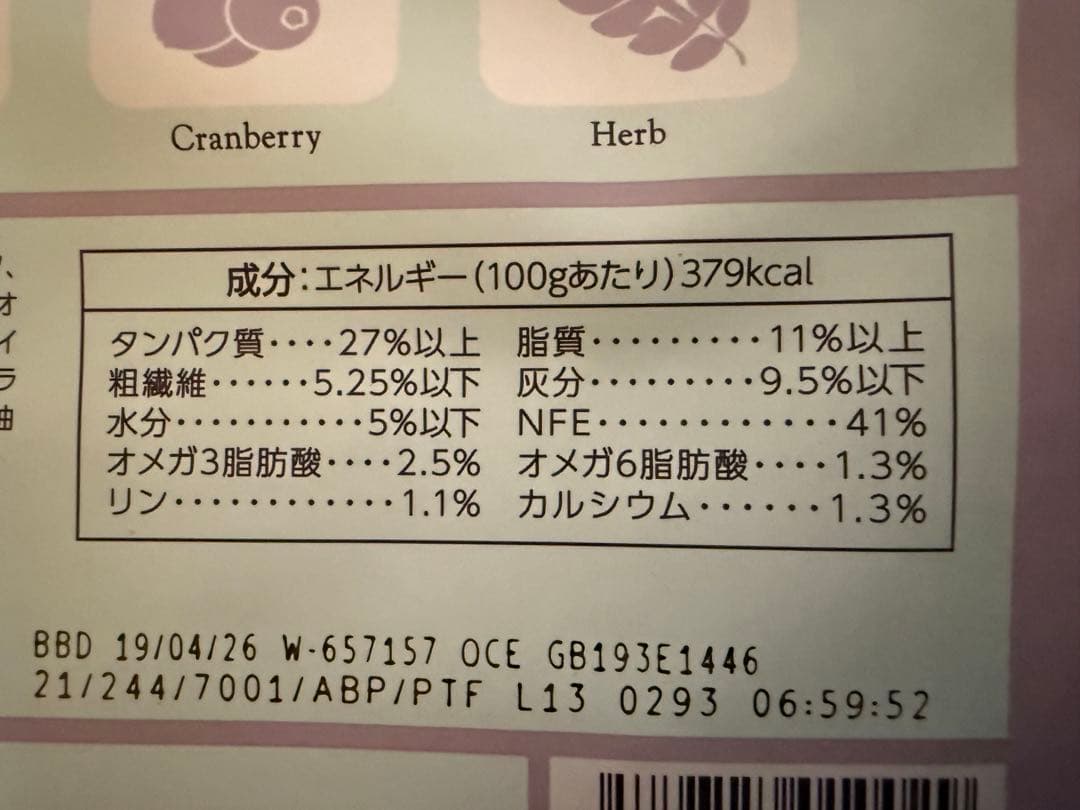 Cranberry
Herb
、
オ
イ
ラ
油
成分：エネルギー（100gあたり）379kcal
タンパク質････27%以上 脂質･････････11%以上
粗繊維･･････5.25%以下 灰分･････････9.5%以下
水分･･･････････5%以下 NFE････････････41%
オメガ3脂肪酸････2.5% オメガ6脂肪酸････1.3%
リン････････････1.1% カルシウム･･････1.3%
BBD 19/04/26 W-657157 OCE GB193E1446
21/244/7001/ABP/PTF L13 0293 06:59:52